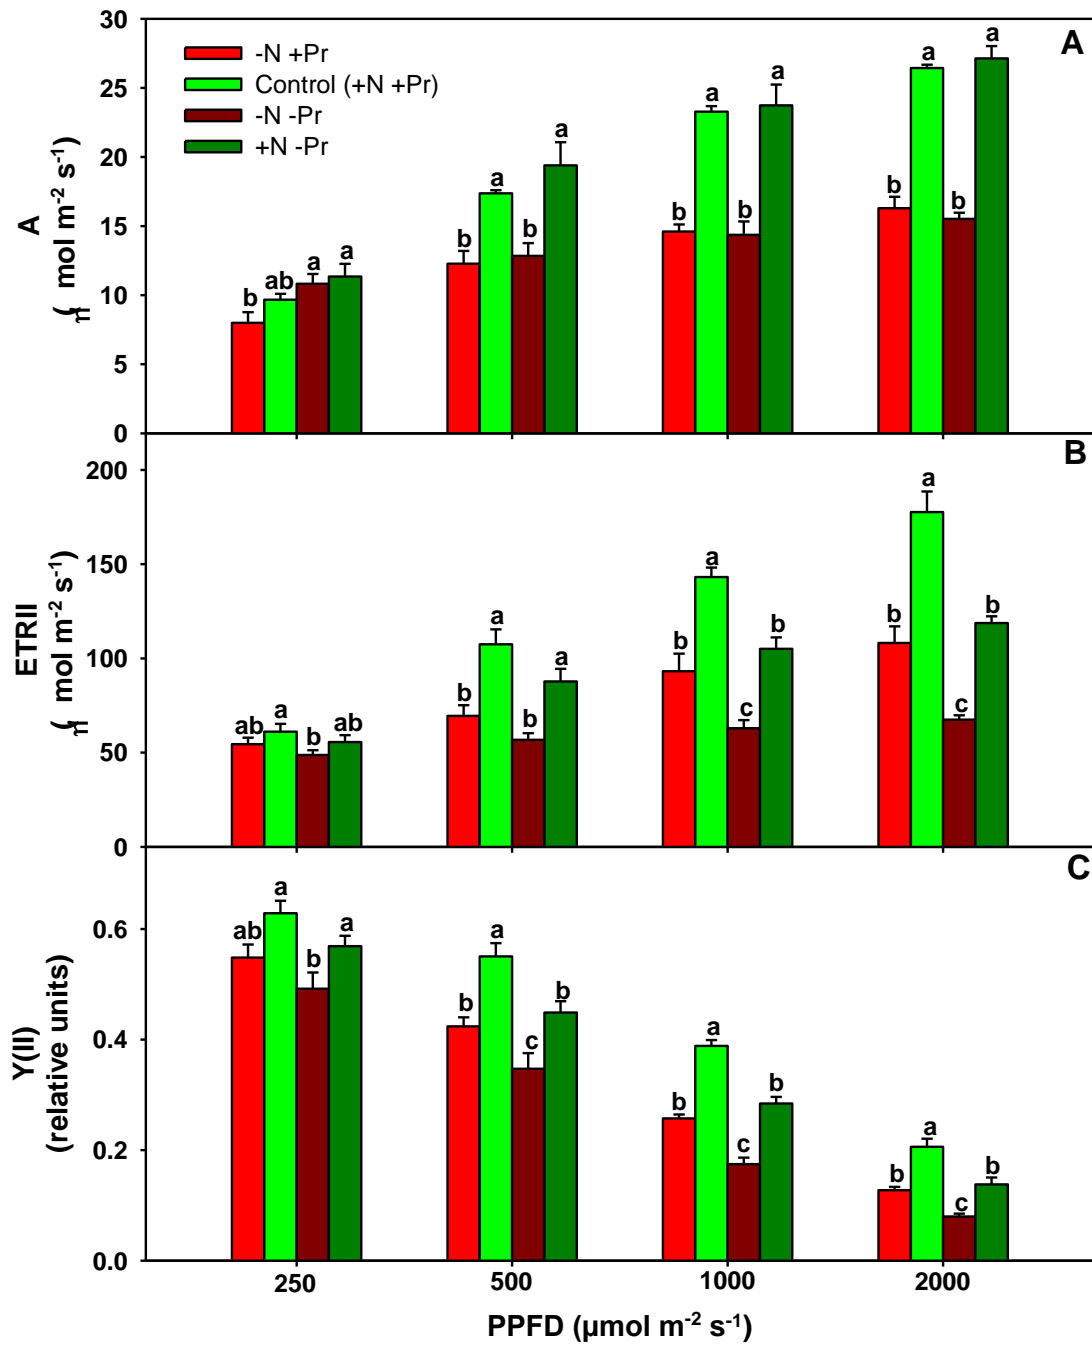 30
A
-N +Pr
a
a
Control (+N +Pr)
a
a
25
-N -Pr
a
+N -Pr
a
20
a
15
b
b
b
b
b
b
a
a
ab
b
10
5
0
A
mol m-2 s-1)
B
200
a
a
150
a
b
b
a
b
b
100
b
c
c
b
ab
a
b
ab
50
0
ETRII
mol m-2 s-1)
C
a
ab
a
a
0.6
b
b
b
a
0.4
c
b
b
a
0.2
c
b
b
c
0.0
Y(II)
(relative units)
250 500 1000 2000
PPFD (µmol m-2 s-1)